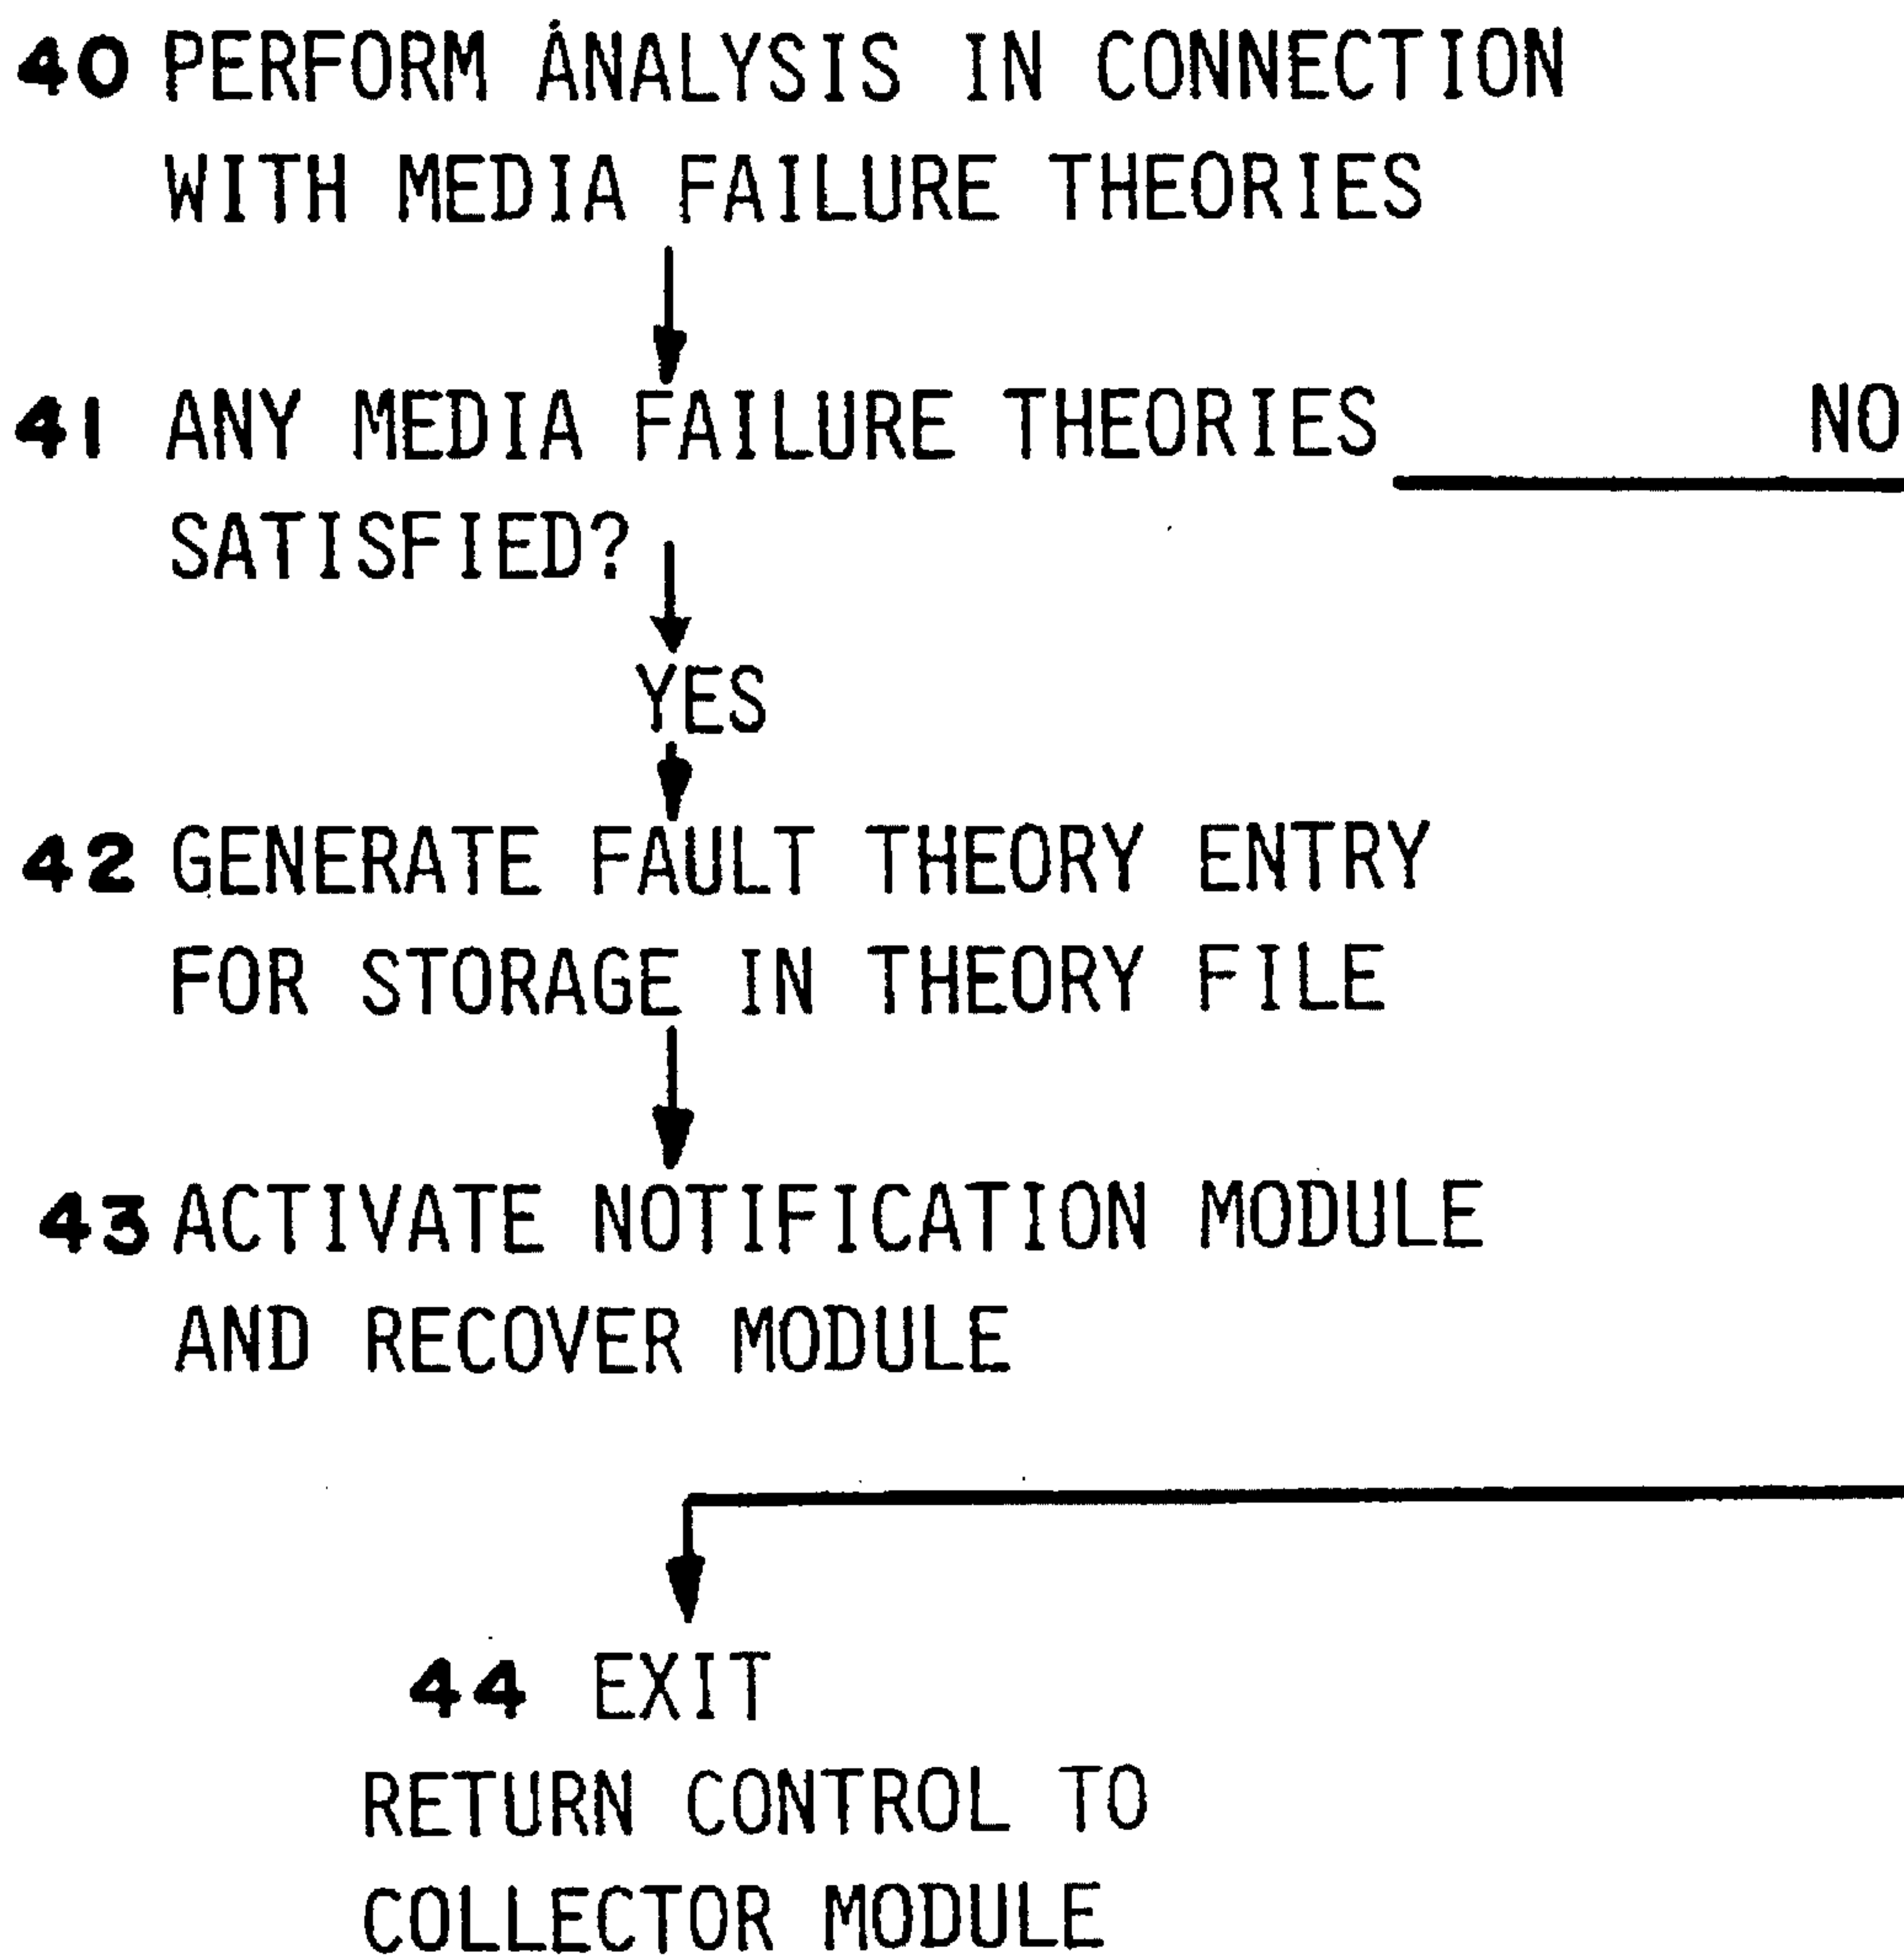 40 PERFORM ANALYSIS IN CONNECTION
WITH MEDIA FAILURE THEORIES
41 ANY MEDIA FAILURE THEORIES NO
SATISFIED?
YES
42 GENERATE FAULT THEORY ENTRY
FOR STORAGE IN THEORY FILE
43 ACTIVATE NOTIFICATION MODULE
AND RECOVER MODULE
44 EXIT
RETURN CONTROL TO
COLLECTOR MODULE